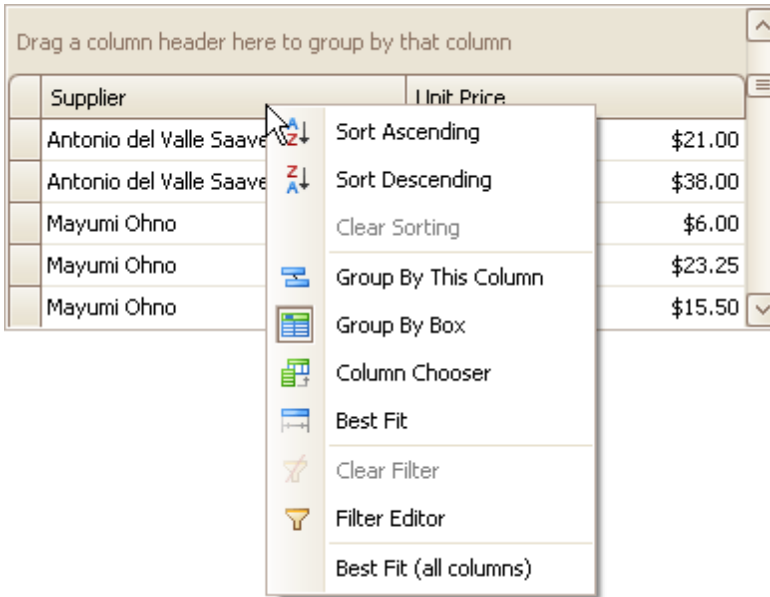 Drag a column header here to group by that column
Supplier Unit Price
Antonio del Valle Saave $21.00
Antonio del Valle Saave $38.00
Mayumi Ohno $6.00
Mayumi Ohno $23.25
Mayumi Ohno $15.50
Sort Ascending
Sort Descending
Clear Sorting
Group By This Column
Group By Box
Column Chooser
Best Fit
Clear Filter
Filter Editor
Best Fit (all columns)